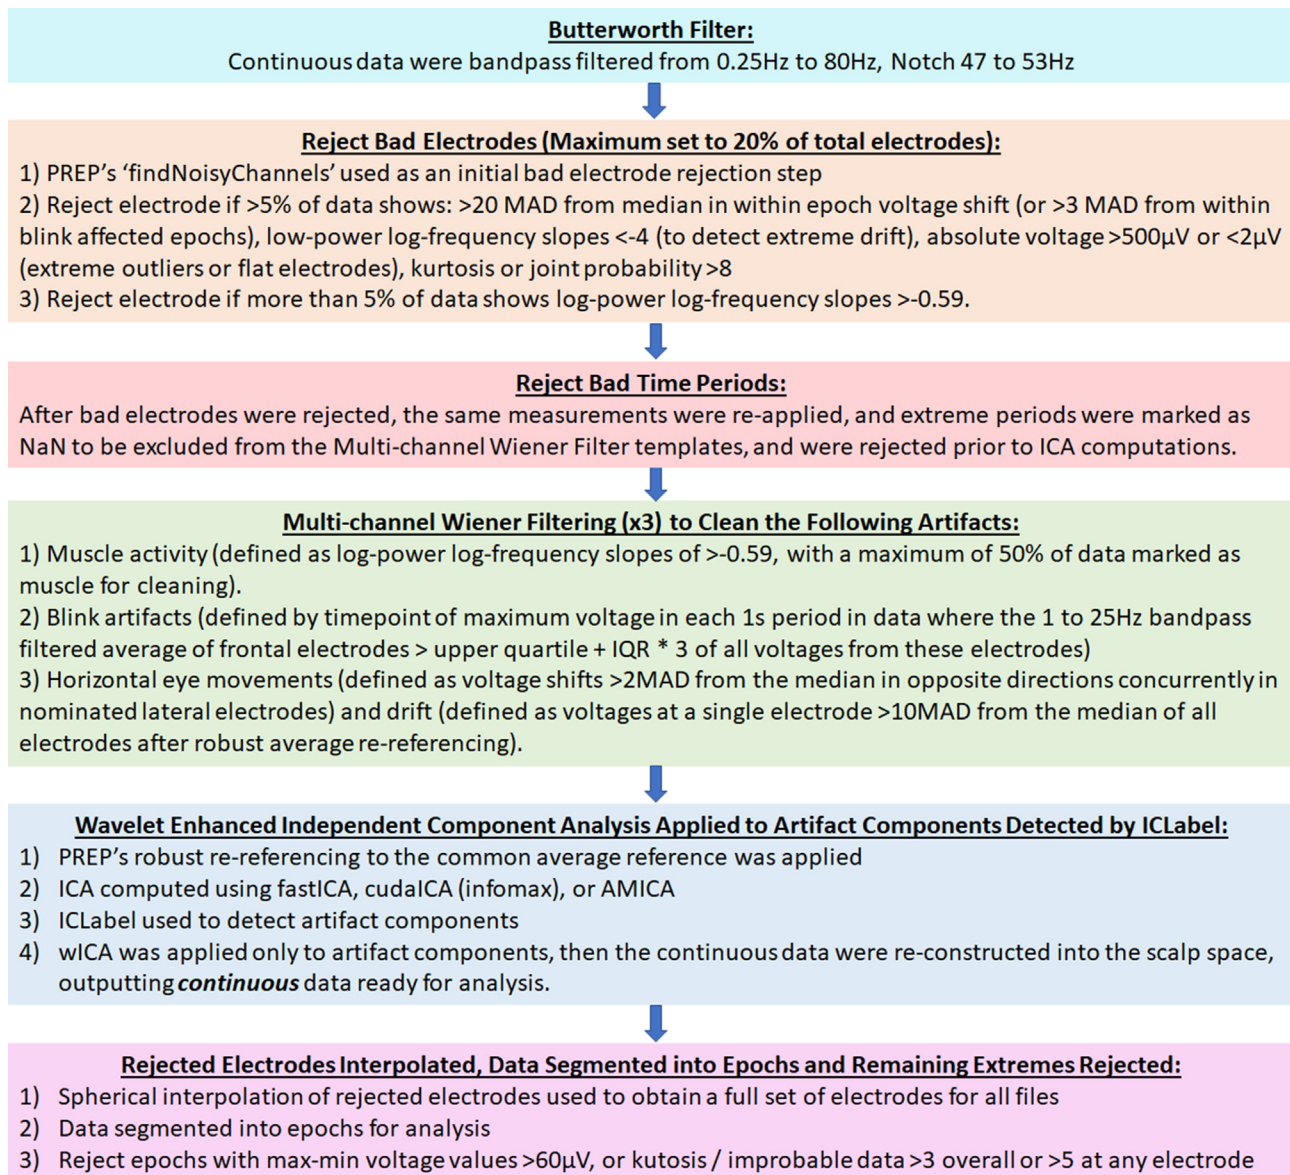 Butterworth Filter:
Continuous data were bandpass filtered from 0.25Hz to 80Hz, Notch 47 to 53Hz
Reject Bad Electrodes (Maximum set to 20% of total electrodes):
1) PREP's 'findNoisyChannels' used as an initial bad electrode rejection step
2) Reject electrode if >5% of data shows: >20 MAD from median in within epoch voltage shift (or >3 MAD from within
blink affected epochs), low-power log-frequency slopes <-4 (to detect extreme drift), absolute voltage >500µV or <2µV
(extreme outliers or flat electrodes), kurtosis or joint probability >8
3) Reject electrode if more than 5% of data shows log-power log-frequency slopes >-0.59.
Reject Bad Time Periods:
After bad electrodes were rejected, the same measurements were re-applied, and extreme periods were marked as
NaN to be excluded from the Multi-channel Wiener Filter templates, and were rejected prior to ICA computations.
Multi-channel Wiener Filtering (x3) to Clean the Following Artifacts:
1) Muscle activity (defined as log-power log-frequency slopes of >-0.59, with a maximum of 50% of data marked as
muscle for cleaning).
2) Blink artifacts (defined by timepoint of maximum voltage in each 1s period in data where the 1 to 25Hz bandpass
filtered average of frontal electrodes > upper quartile + IQR * 3 of all voltages from these electrodes)
3) Horizontal eye movements (defined as voltage shifts >2MAD from the median in opposite directions concurrently in
nominated lateral electrodes) and drift (defined as voltages at a single electrode >10MAD from the median of all
electrodes after robust average re-referencing).
Wavelet Enhanced Independent Component Analysis Applied to Artifact Components Detected by ICLabel:
1) PREP's robust re-referencing to the common average reference was applied
2) ICA computed using fastICA, cudaICA (infomax), or AMICA
3) ICLabel used to detect artifact components
4) wICA was applied only to artifact components, then the continuous data were re-constructed into the scalp space,
outputting continuous data ready for analysis.
Rejected Electrodes Interpolated, Data Segmented into Epochs and Remaining Extremes Rejected:
1) Spherical interpolation of rejected electrodes used to obtain a full set of electrodes for all files
2) Data segmented into epochs for analysis
3) Reject epochs with max-min voltage values >60µV, or kutosis / improbable data >3 overall or >5 at any electrode